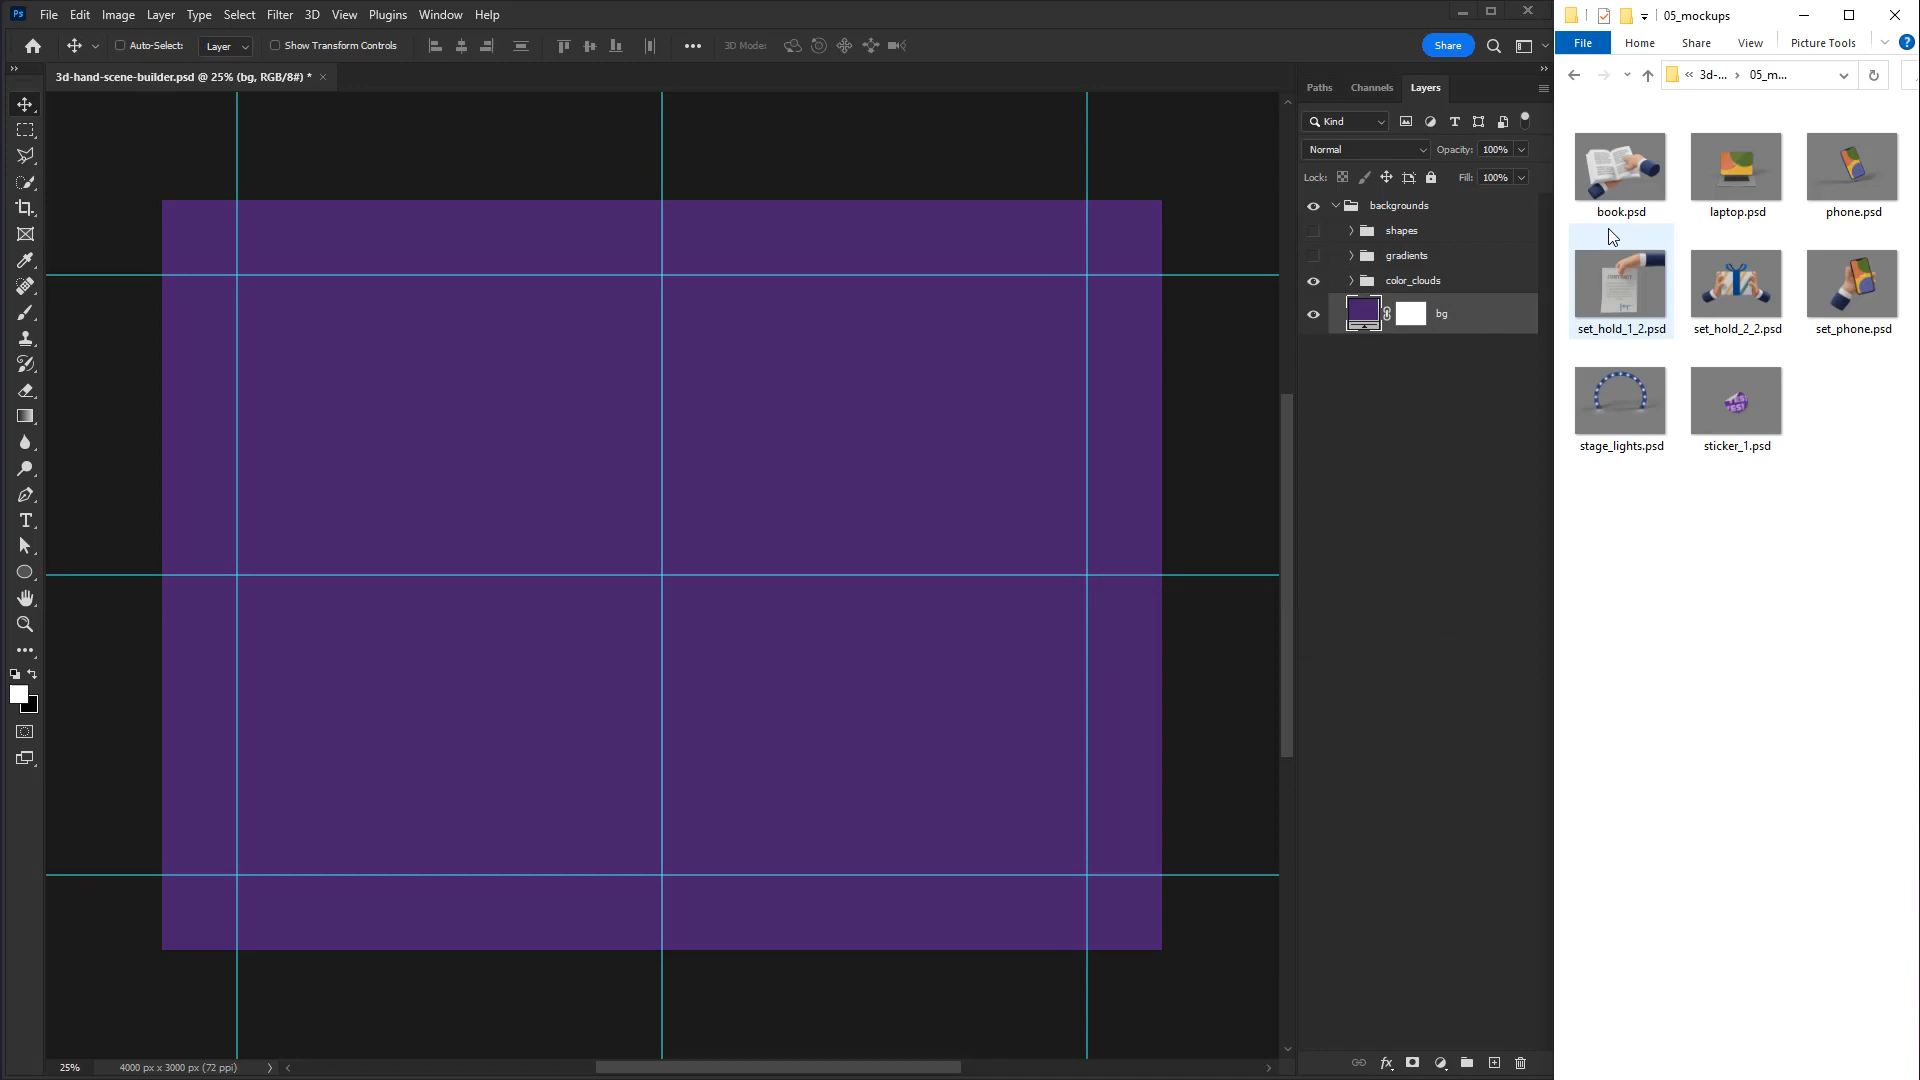 Ps File Edit Image Layer Type Select Filter 3D View Plugins Window Help
Auto-Select: Layer Show Transform Controls 3D Mode: Share
3d-hand-scene-builder.psd @ 25% (bg, RGB/8#) *
Paths Channels Layers
Kind
Normal Opacity: 100%
Lock: Fill: 100%
backgrounds
shapes
gradients
color_clouds
bg
25% 4000 px x 3000 px (72 ppi)
05_mockups
File Home Share View Picture Tools
3d-... 05_m...
book.psd laptop.psd phone.psd
CONTRACT
set_hold_1_2.psd set_hold_2_2.psd set_phone.psd
YES!
stage_lights.psd sticker_1.psd